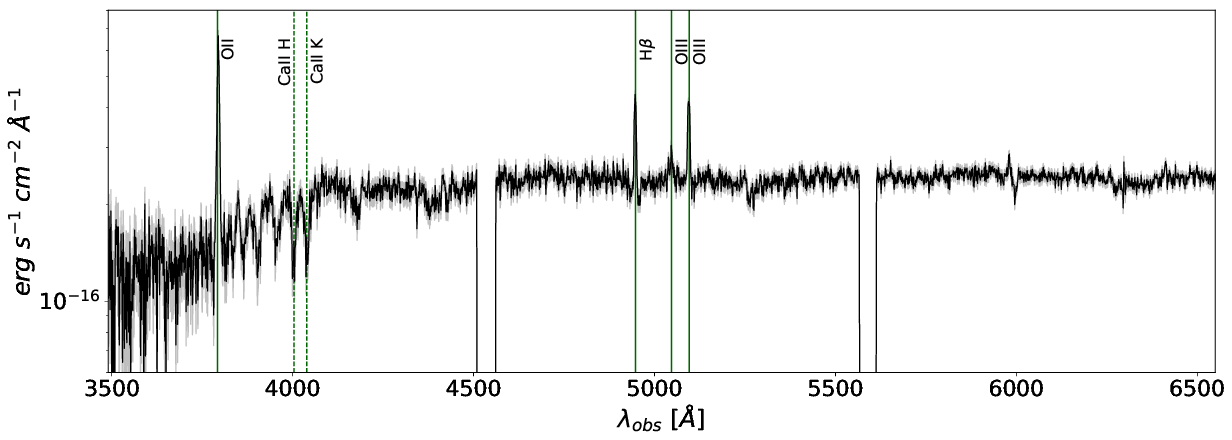 OII
CaII H
CaII K
Hβ
OIII
OIII
erg s⁻¹ cm⁻² Å⁻¹
10⁻¹⁶
3500 4000 4500 5000 5500 6000 6500
λobs [Å]